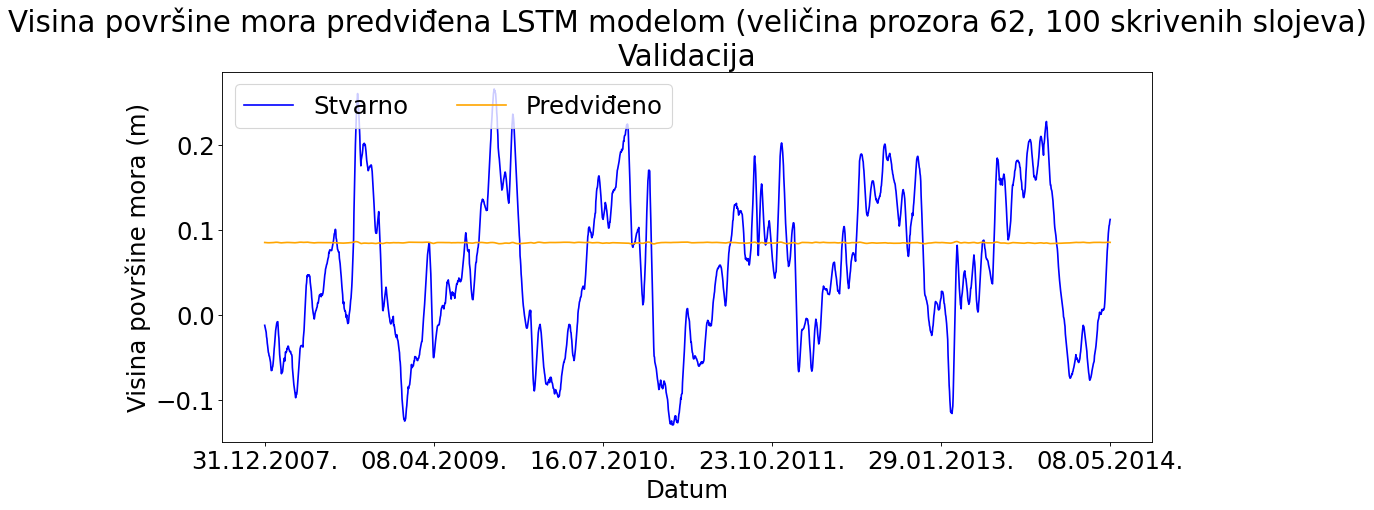 Visina površine mora predviđena LSTM modelom (veličina prozora 62, 100 skrivenih slojeva)
Validacija
Stvarno Predviđeno
Visina površine mora (m)
0.2
0.1
0.0
−0.1
31.12.2007. 08.04.2009. 16.07.2010. 23.10.2011. 29.01.2013. 08.05.2014.
Datum